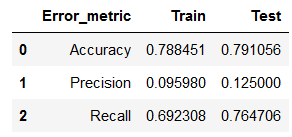 Error_metric Train Test
0 Accuracy 0.788451 0.791056
1 Precision 0.095980 0.125000
2 Recall 0.692308 0.764706